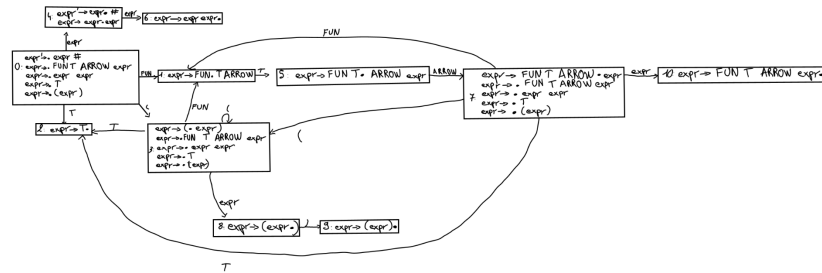 4. expr'→ expr. #
expr→ expr.expr
expr
6. expr→ expr expr.
expr
FUN
expr'→. expr #
0: expr→. FUN T ARROW expr
expr→. expr expr
expr→. T
expr→. (expr)
FUN
1: expr→ FUN. T ARROW
T
5: expr→ FUN T. ARROW expr
ARROW
expr→ FUN T ARROW . expr
expr→ . FUN T ARROW expr
7 expr→ . expr expr
expr→ . T
expr→ . (expr)
expr
10 expr→ FUN T ARROW expr.
T
(
FUN
(
2. expr→ T.
T
expr→(. expr)
expr→.FUN T ARROW expr
3 expr→. expr expr
expr→. T
expr→. (expr)
(
expr
8: expr→ (expr.)
)
9: expr→ (expr).
T